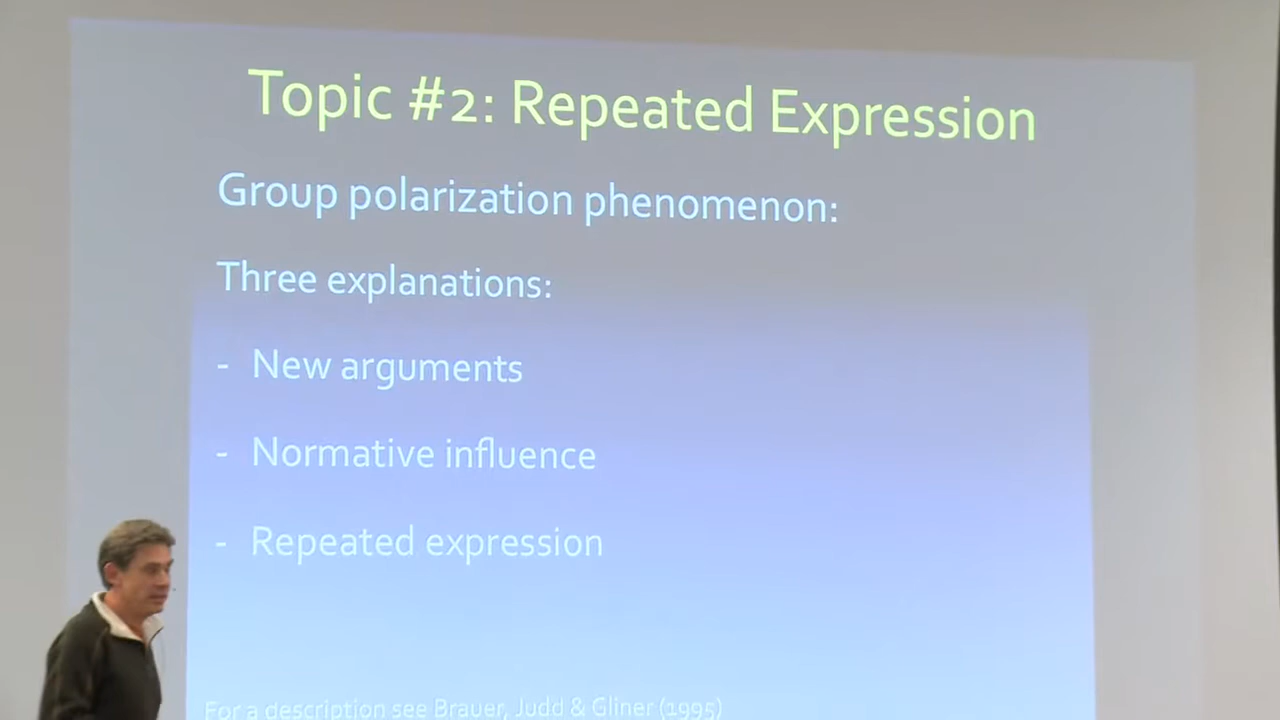 Topic #2: Repeated Expression
Group polarization phenomenon:
Three explanations:
- New arguments
- Normative influence
- Repeated expression
For a description see Brauer, Judd & Gliner (1995)